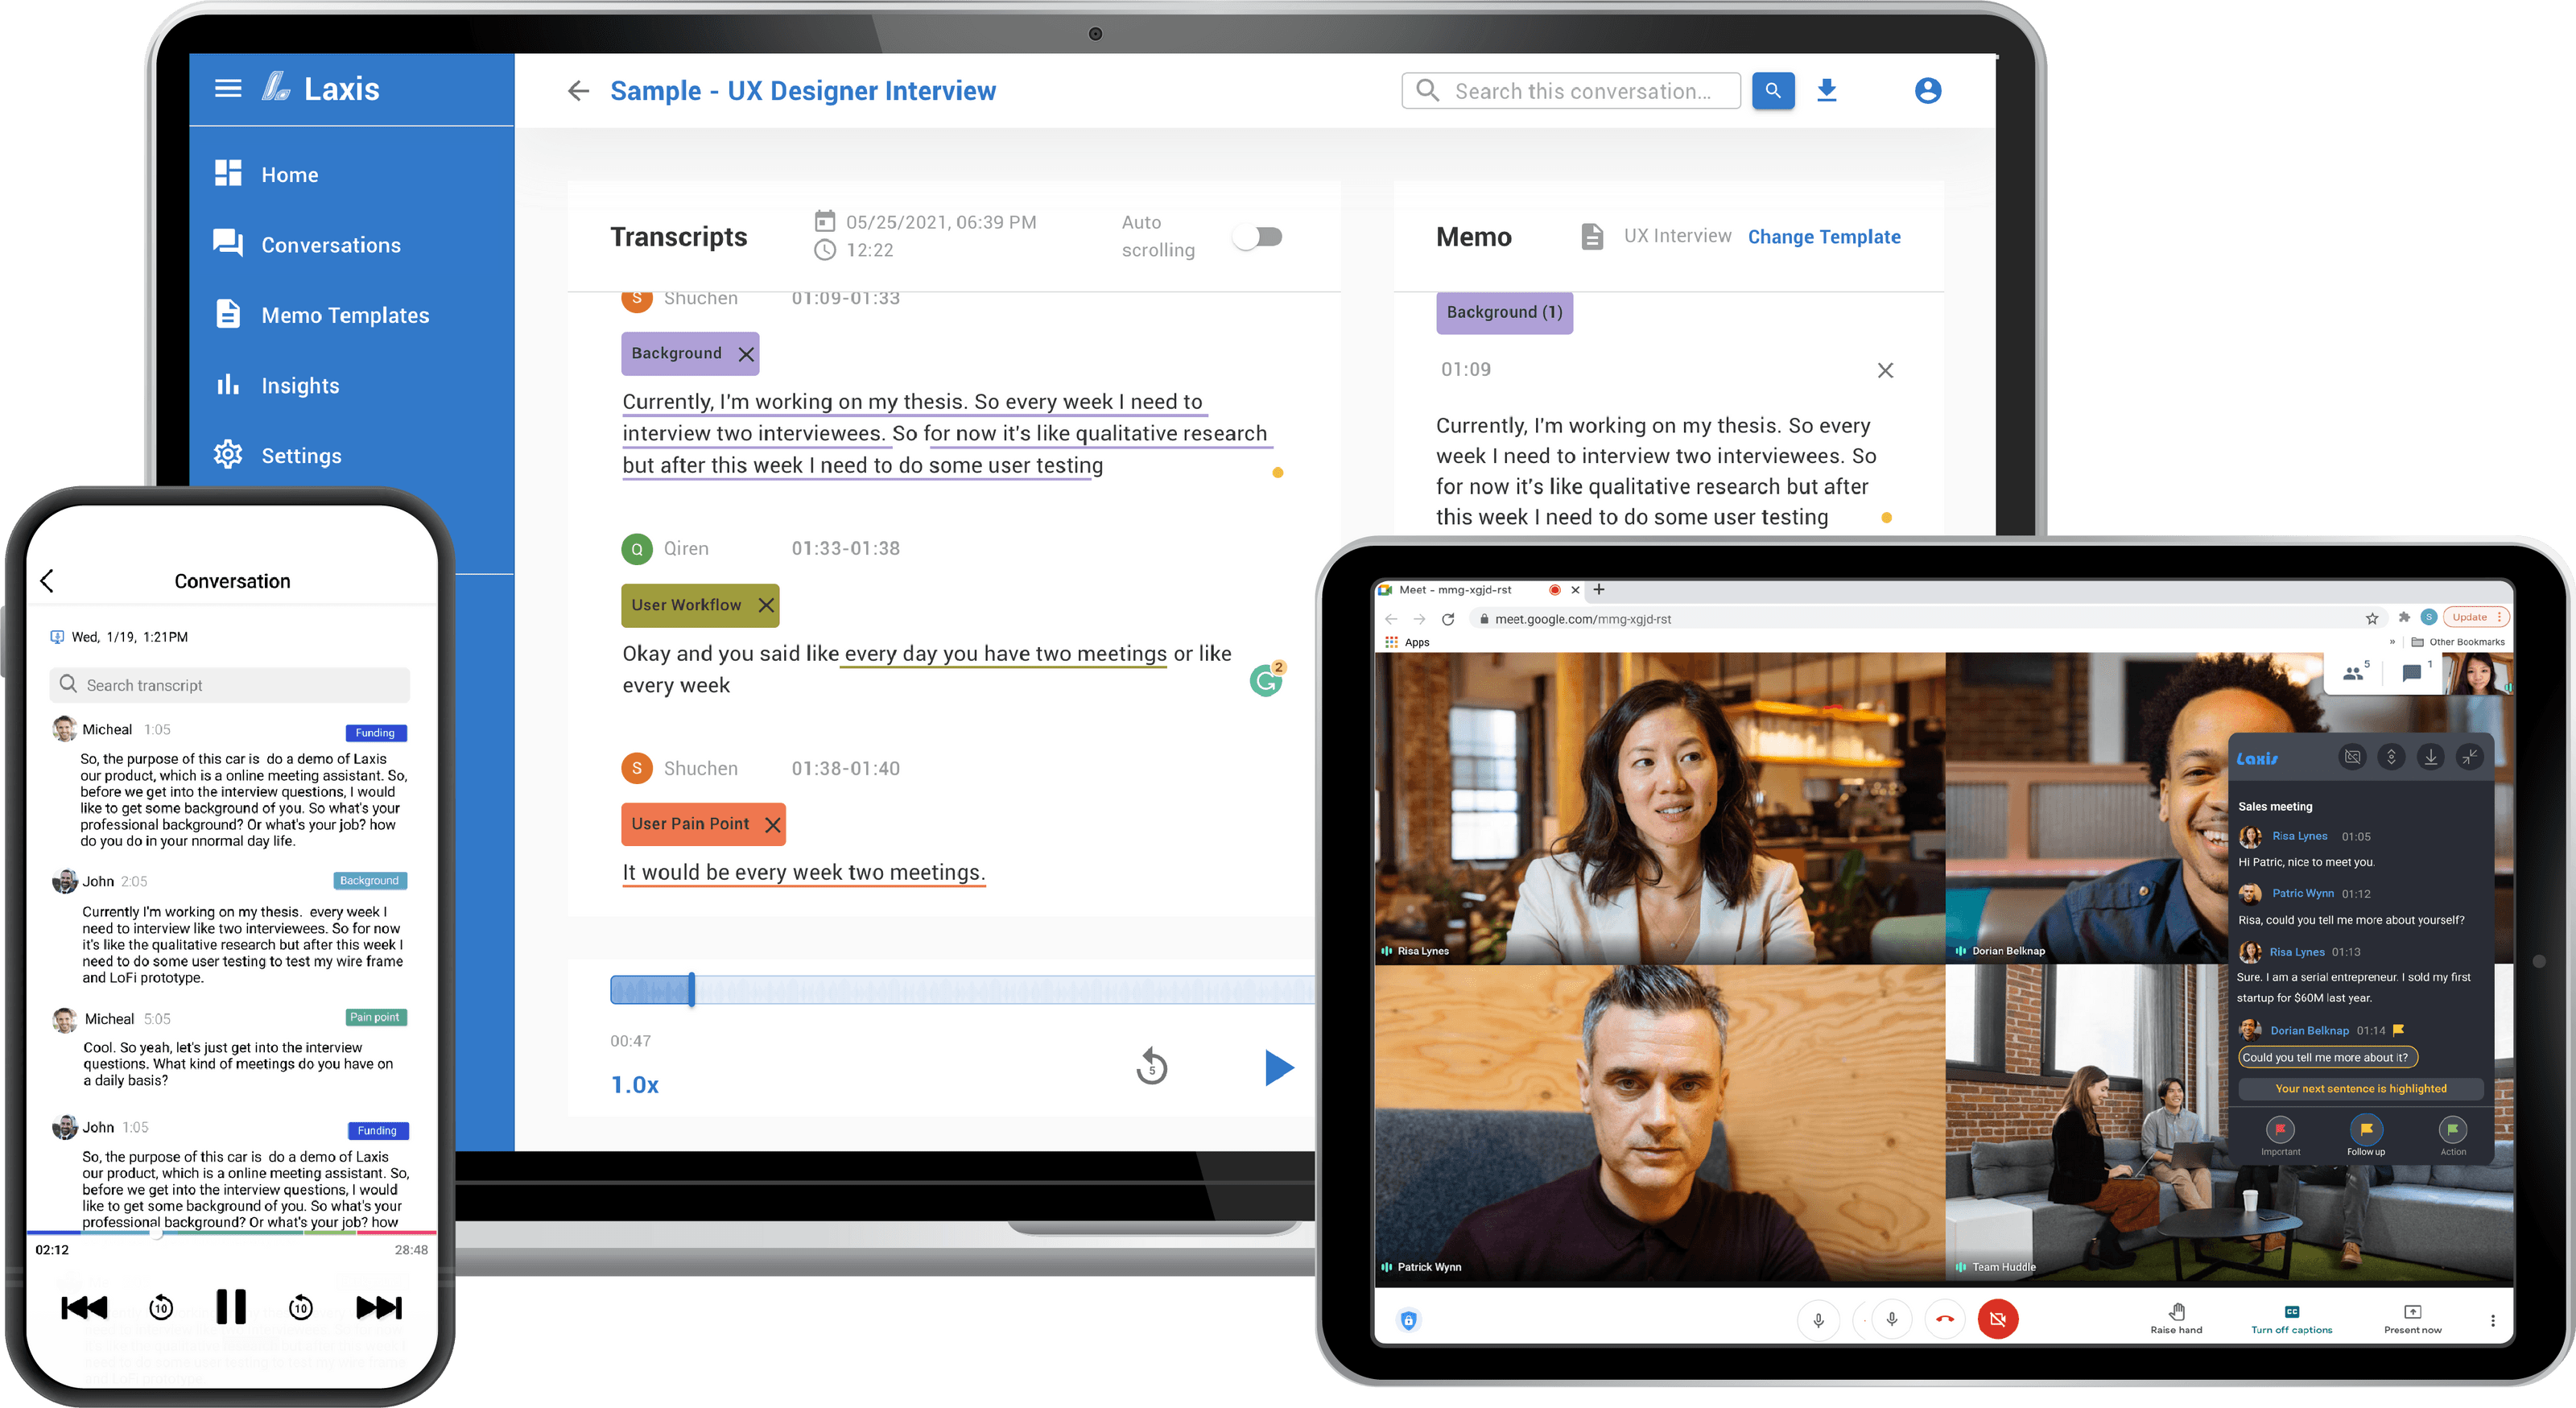 Laxis
Home
Conversations
Memo Templates
Insights
Settings
Sample - UX Designer Interview
Search this conversation...
Transcripts
05/25/2021, 06:39 PM
12:22
Auto
scrolling
S Shuchen 01:09-01:33
Background
Currently, I'm working on my thesis. So every week I need to
interview two interviewees. So for now it's like qualitative research
but after this week I need to do some user testing
Q Qiren 01:33-01:38
User Workflow
Okay and you said like every day you have two meetings or like
every week
2
S Shuchen 01:38-01:40
User Pain Point
It would be every week two meetings.
00:47
1.0x
5
Memo
UX Interview
Change Template
Background (1)
01:09
Currently, I'm working on my thesis. So every
week I need to interview two interviewees. So
for now it's like qualitative research but after
this week I need to do some user testing
Conversation
Wed, 1/19, 1:21PM
Search transcript
Micheal 1:05
Funding
So, the purpose of this car is do a demo of Laxis
our product, which is a online meeting assistant. So,
before we get into the interview questions, I would
like to get some background of you. So what's your
professional background? Or what's your job? how
do you do in your nnormal day life.
John 2:05
Background
Currently I'm working on my thesis. every week I
need to interview like two interviewees. So for now
it's like the qualitative research but after this week I
need to do some user testing to test my wire frame
and LoFi prototype.
Micheal 5:05
Pain point
Cool. So yeah, let's just get into the interview
questions. What kind of meetings do you have on
a daily basis?
John 1:05
Funding
So, the purpose of this car is do a demo of Laxis
our product, which is a online meeting assistant. So,
before we get into the interview questions, I would
like to get some background of you. So what's your
professional background? Or what's your job? how
02:12
28:48
10
10
Meet - mmg-xgjd-rst
meet.google.com/mmg-xgjd-rst
S
Update
Apps
» Other Bookmarks
5
1
Risa Lynes
Dorian Belknap
Patrick Wynn
Team Huddle
Laxis
Sales meeting
Risa Lynes 01:05
Hi Patric, nice to meet you.
Patric Wynn 01:12
Risa, could you tell me more about yourself?
Risa Lynes 01:13
Sure. I am a serial entrepreneur. I sold my first
startup for $60M last year.
Dorian Belknap 01:14
Could you tell me more about it?
Your next sentence is highlighted
Important
Follow up
Action
Raise hand
CC
Turn off captions
Present now